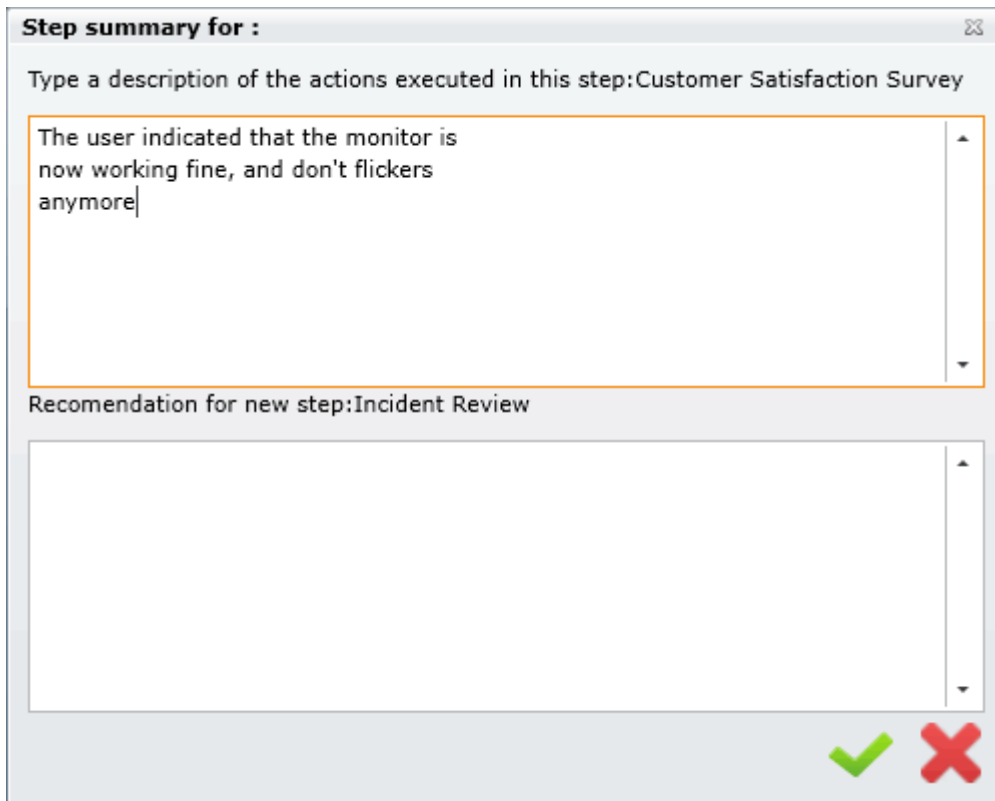 Step summary for :
Type a description of the actions executed in this step:Customer Satisfaction Survey
The user indicated that the monitor is
now working fine, and don't flickers
anymore
Recomendation for new step:Incident Review